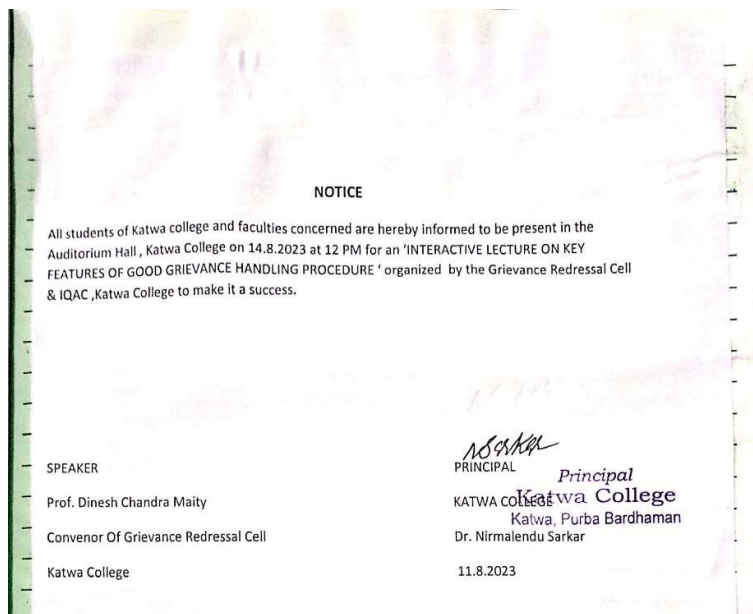 NOTICE
All students of Katwa college and faculties concerned are hereby informed to be present in the
Auditorium Hall , Katwa College on 14.8.2023 at 12 PM for an 'INTERACTIVE LECTURE ON KEY
FEATURES OF GOOD GRIEVANCE HANDLING PROCEDURE ' organized by the Grievance Redressal Cell
& IQAC ,Katwa College to make it a success.
NSarkar
SPEAKER
PRINCIPAL
Principal
Prof. Dinesh Chandra Maity
KATWA COLLEGE
Katwa College
Katwa, Purba Bardhaman
Convenor Of Grievance Redressal Cell
Dr. Nirmalendu Sarkar
Katwa College
11.8.2023